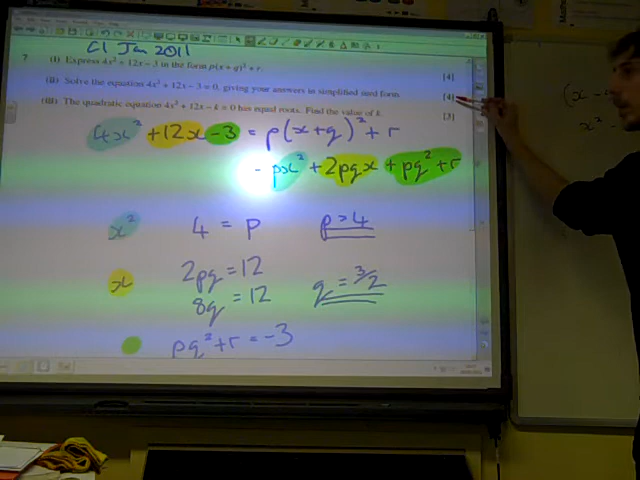 C1 Jan 2011
7 (i) Express 4x² + 12x − 3 in the form p(x + q)² + r. [4]
(ii) Solve the equation 4x² + 12x − 3 = 0, giving your answers in simplified surd form. [4]
(iii) The quadratic equation 4x² + 12x − k = 0 has equal roots. Find the value of k. [3]
4x² + 12x − 3 = p(x + q)² + r
= px² + 2pqx + pq² + r
x² 4 = p p = 4
2pq = 12
x 8q = 12 q = 3/2
pq² + r = −3
(x −
x² −